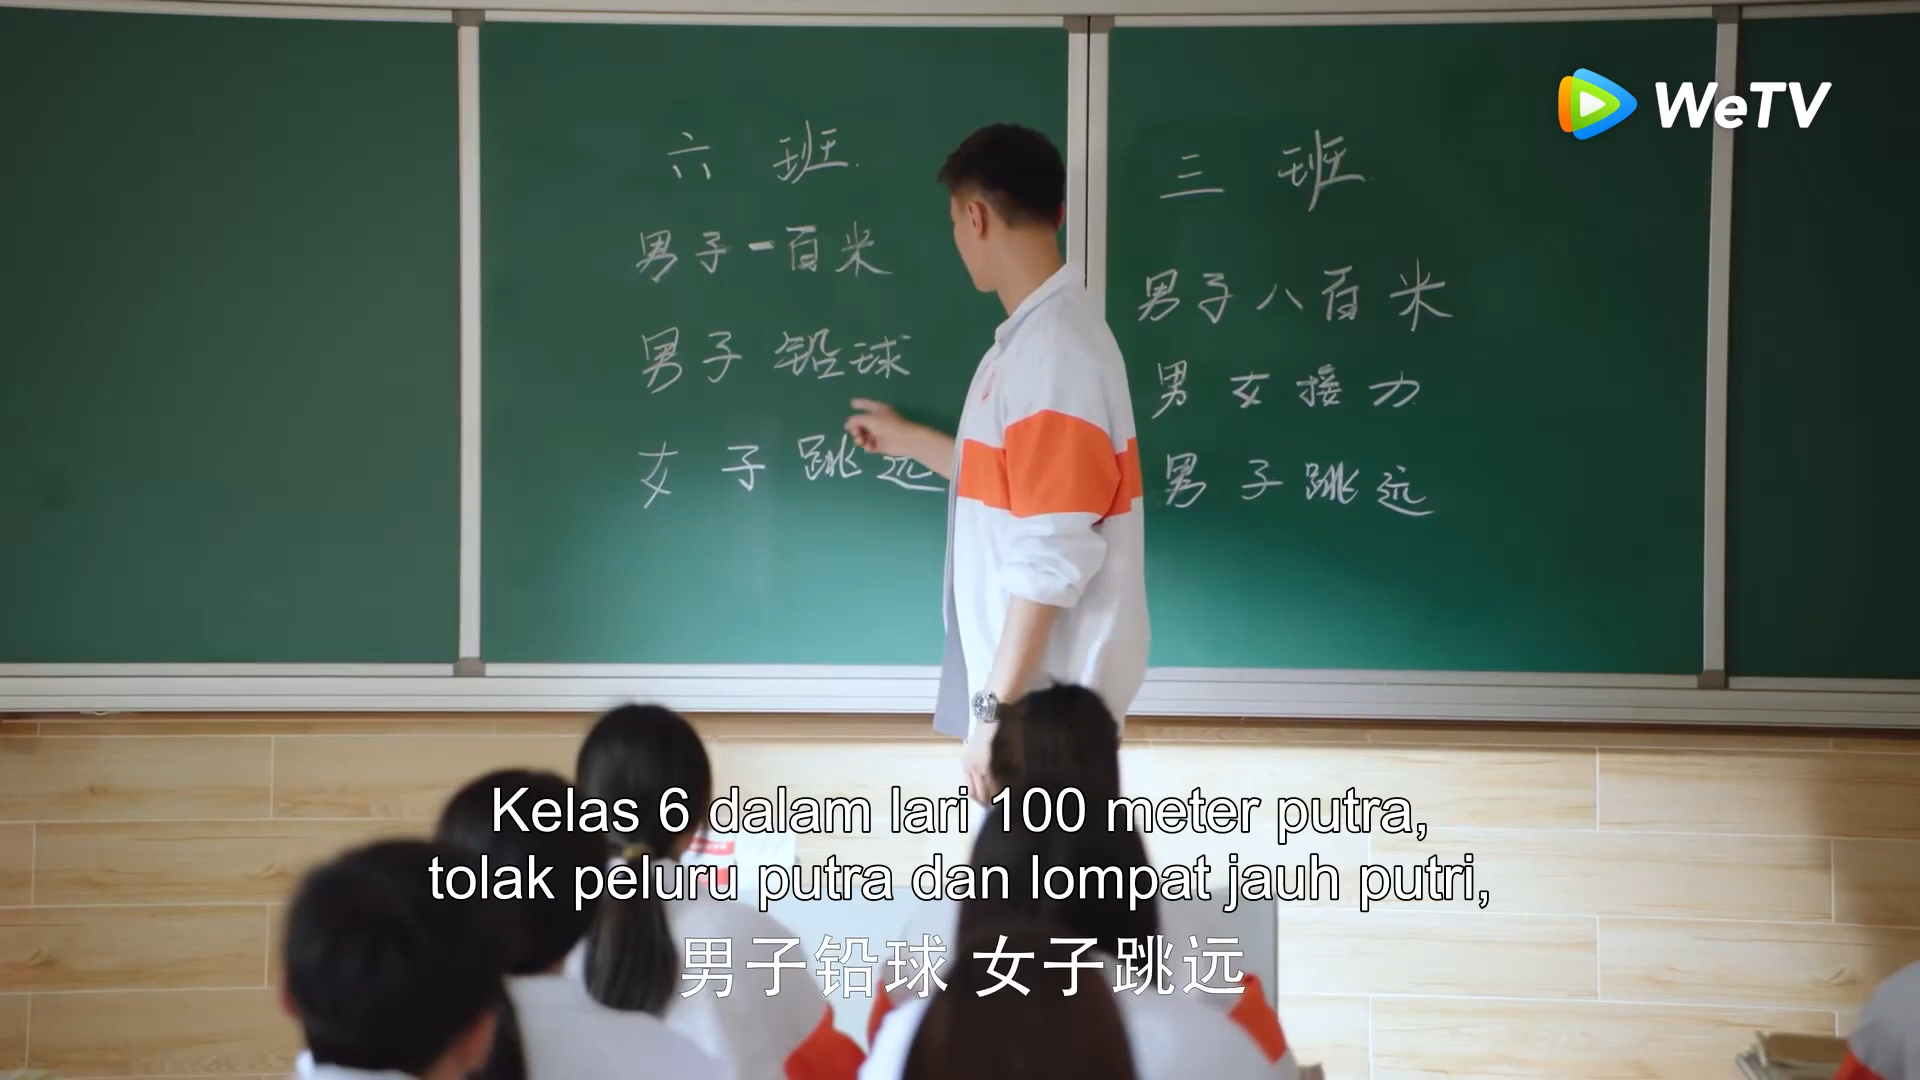 WeTV
六班
男子一百米
男子铅球
女子跳远
三班
男子八百米
男女接力
男子跳远
Kelas 6 dalam lari 100 meter putra,
tolak peluru putra dan lompat jauh putri,
男子铅球 女子跳远